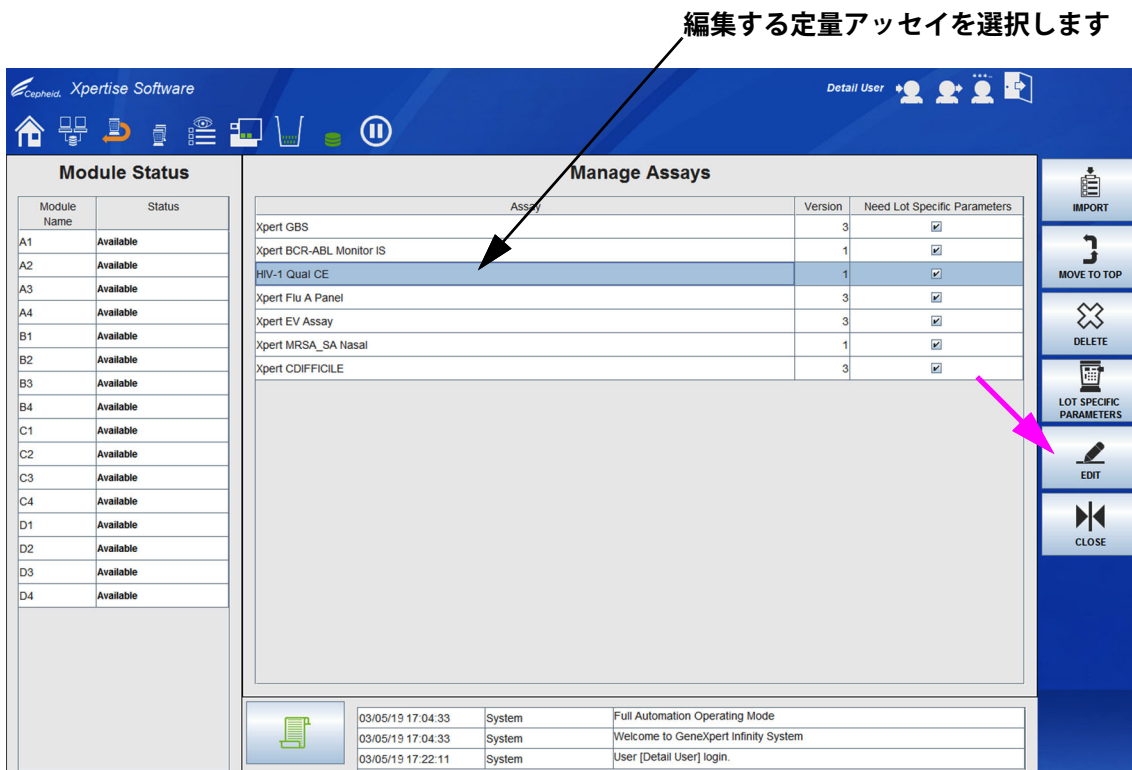 編集する定量アッセイを選択します
Cepheid. Xpertise Software
Detail User
Module Status
Module Name
Status
A1 Available
A2 Available
A3 Available
A4 Available
B1 Available
B2 Available
B3 Available
B4 Available
C1 Available
C2 Available
C3 Available
C4 Available
D1 Available
D2 Available
D3 Available
D4 Available
Manage Assays
Assay Version Need Lot Specific Parameters
Xpert GBS 3
Xpert BCR-ABL Monitor IS 1
HIV-1 Qual CE 1
Xpert Flu A Panel 3
Xpert EV Assay 3
Xpert MRSA_SA Nasal 1
Xpert CDIFFICILE 3
03/05/19 17:04:33 System Full Automation Operating Mode
03/05/19 17:04:33 System Welcome to GeneXpert Infinity System
03/05/19 17:22:11 System User [Detail User] login.
IMPORT
MOVE TO TOP
DELETE
LOT SPECIFIC
PARAMETERS
EDIT
CLOSE